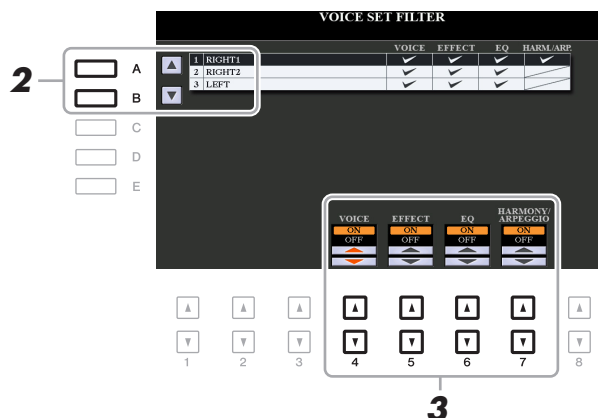 VOICE SET FILTER
VOICE EFFECT EQ HARM./ARP.
1 RIGHT1
2 RIGHT2
3 LEFT
2
A
B
C
D
E
VOICE EFFECT EQ HARMONY/ARPEGGIO
ON ON ON ON
OFF OFF OFF OFF
1 2 3 4 5 6 7 8
3